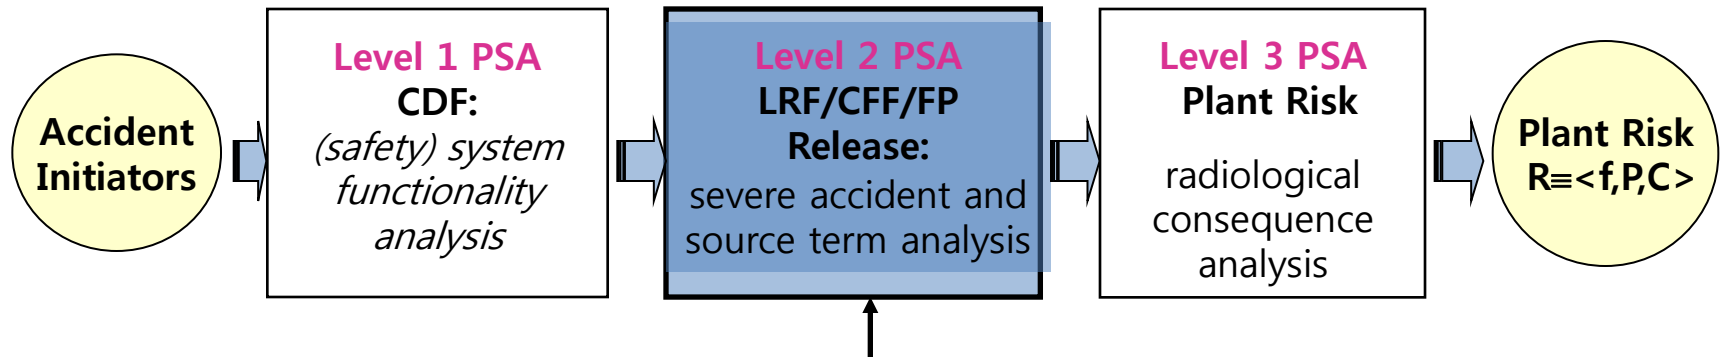 Accident
Initiators
Level 1 PSA
CDF:
(safety) system
functionality
analysis
Level 2 PSA
LRF/CFF/FP
Release:
severe accident and
source term analysis
Level 3 PSA
Plant Risk
radiological
consequence
analysis
Plant Risk
R≡<f,P,C>